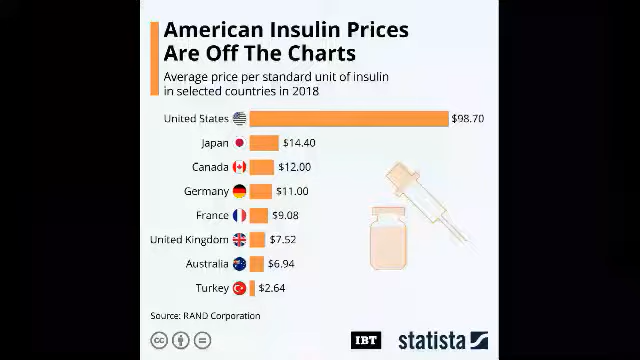 American Insulin Prices
Are Off The Charts
Average price per standard unit of insulin
in selected countries in 2018
United States $98.70
Japan $14.40
Canada $12.00
Germany $11.00
France $9.08
United Kingdom $7.52
Australia $6.94
Turkey $2.64
Source: RAND Corporation
cc IBT statista